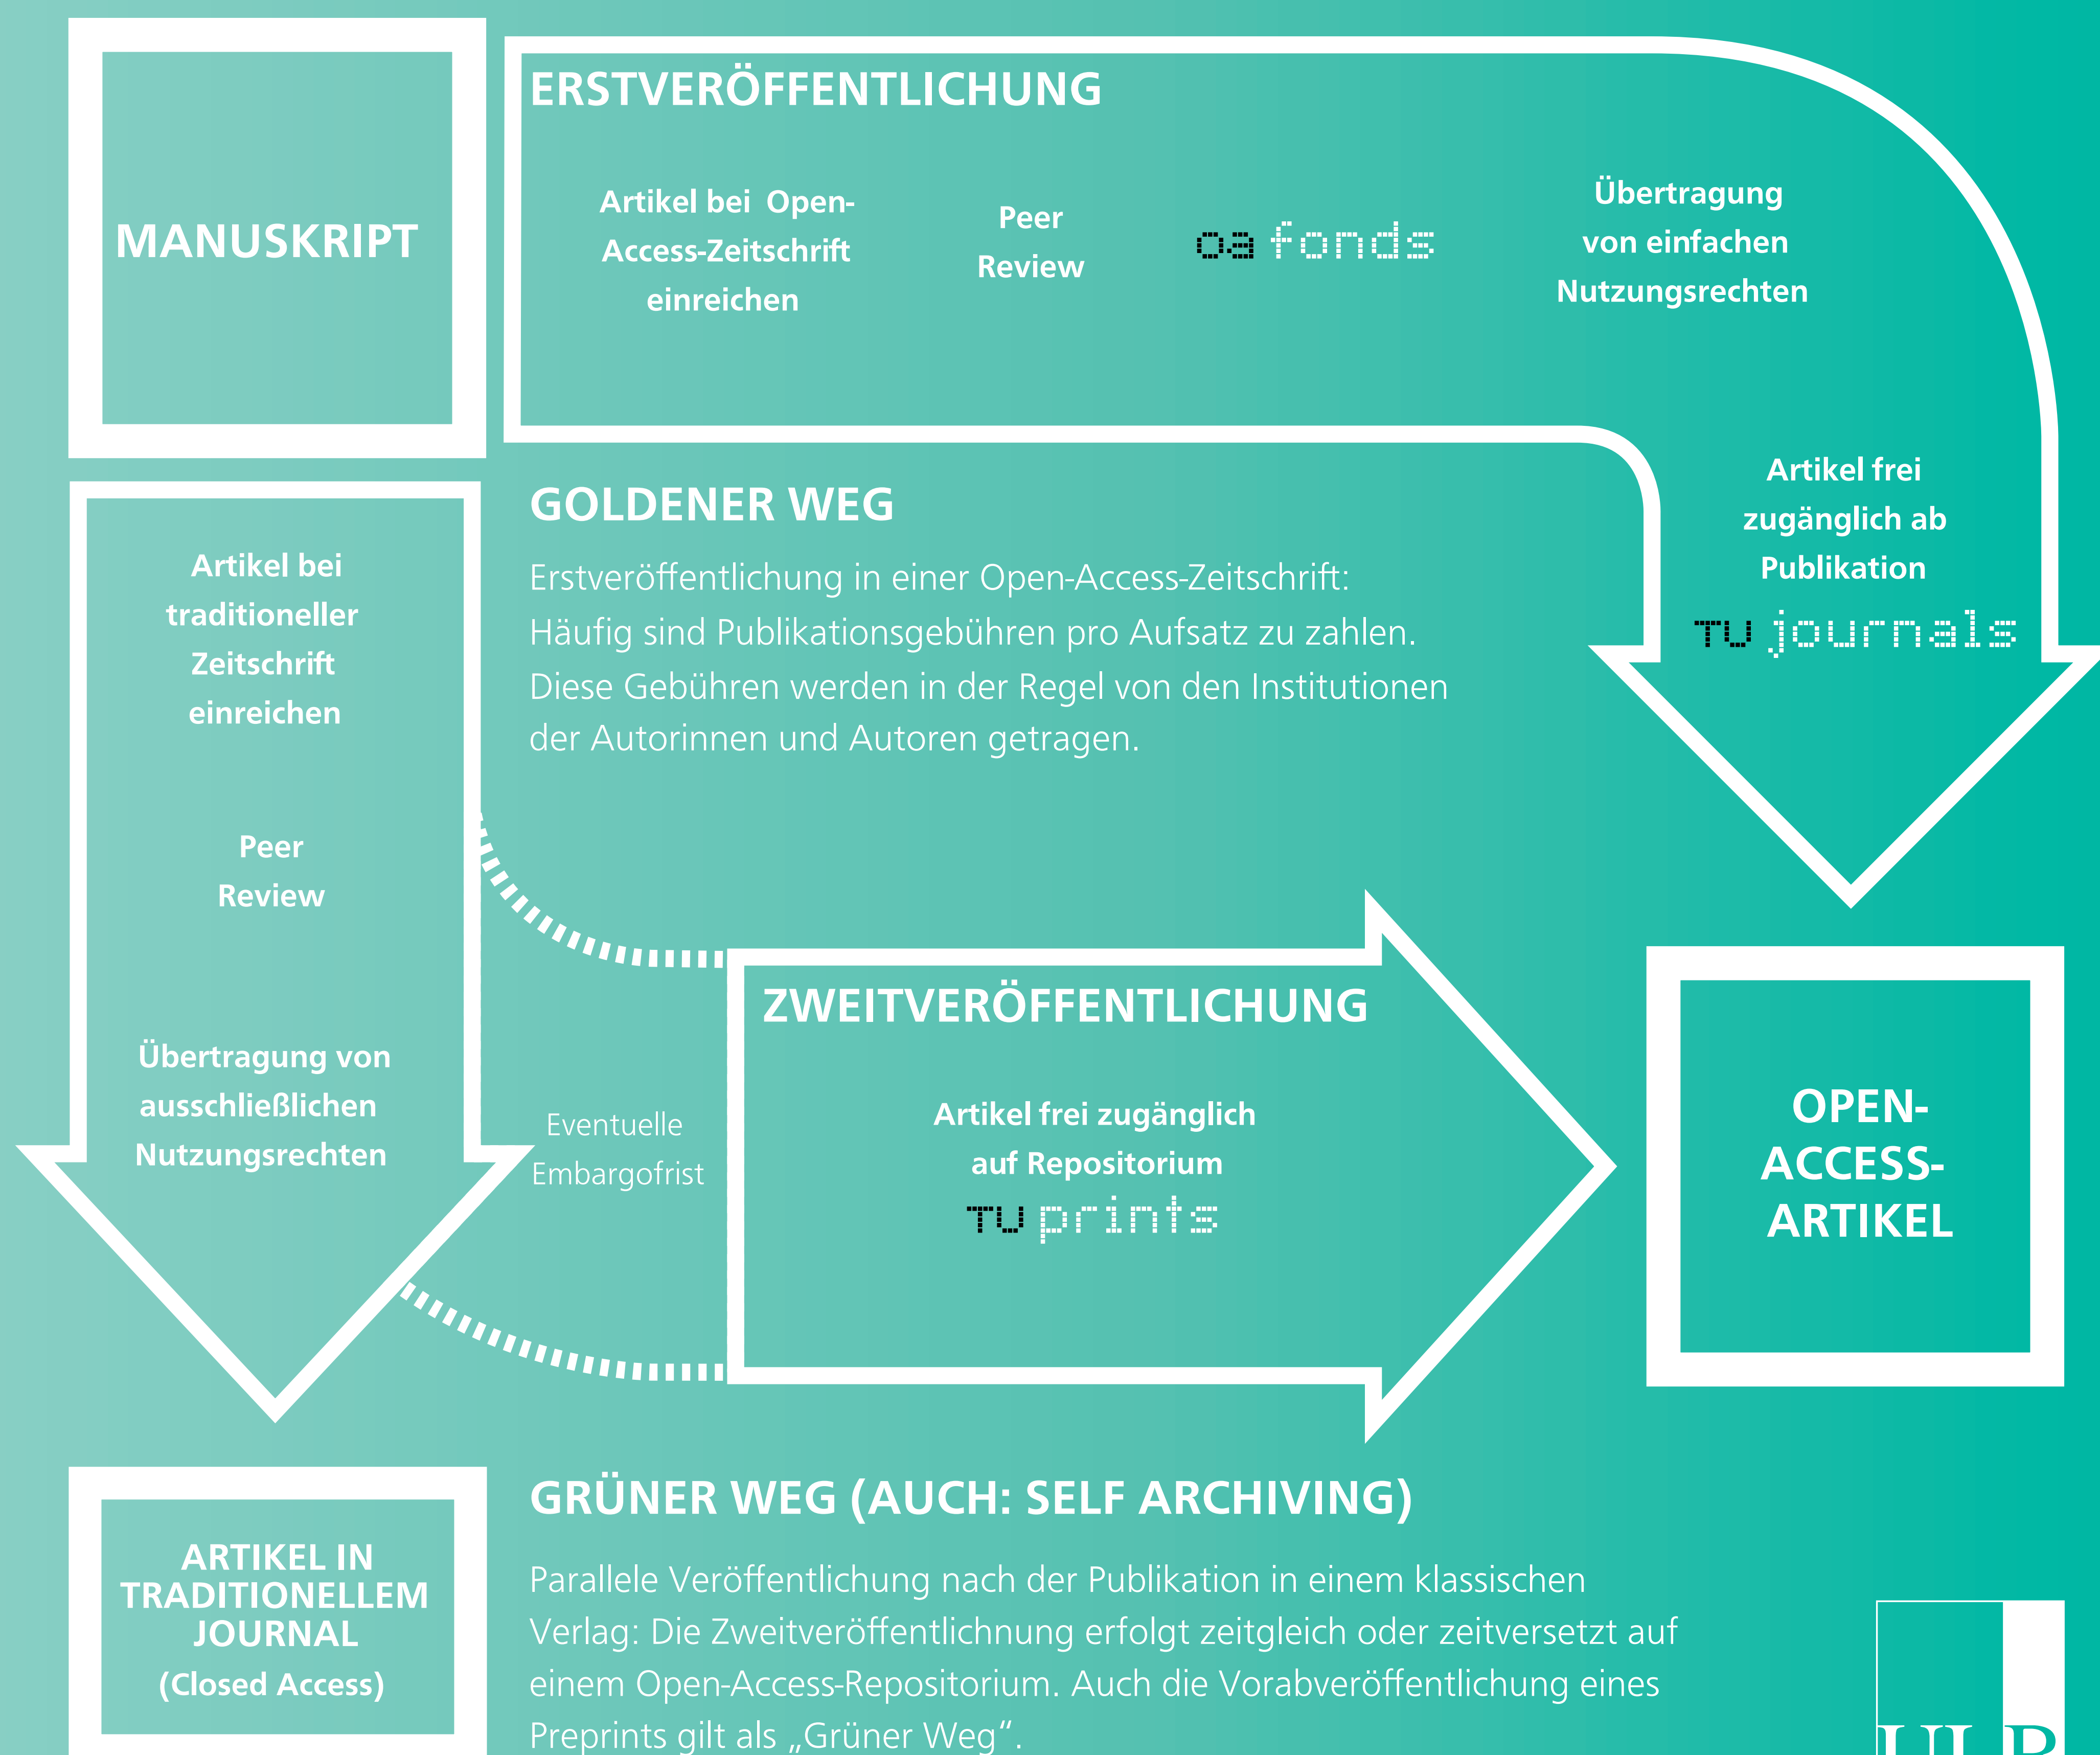 MANUSKRIPT
ERSTVERÖFFENTLICHUNG
Artikel bei Open-
Access-Zeitschrift
einreichen
Peer
Review
oa fonds
Übertragung
von einfachen
Nutzungsrechten
Artikel frei
zugänglich ab
Publikation
TU journals
GOLDENER WEG
Erstveröffentlichung in einer Open-Access-Zeitschrift:
Häufig sind Publikationsgebühren pro Aufsatz zu zahlen.
Diese Gebühren werden in der Regel von den Institutionen
der Autorinnen und Autoren getragen.
Artikel bei
traditioneller
Zeitschrift
einreichen
Peer
Review
Übertragung von
ausschließlichen
Nutzungsrechten
Eventuelle
Embargofrist
ZWEITVERÖFFENTLICHUNG
Artikel frei zugänglich
auf Repositorium
TU prints
OPEN-
ACCESS-
ARTIKEL
ARTIKEL IN
TRADITIONELLEM
JOURNAL
(Closed Access)
GRÜNER WEG (AUCH: SELF ARCHIVING)
Parallele Veröffentlichung nach der Publikation in einem klassischen
Verlag: Die Zweitveröffentlichnung erfolgt zeitgleich oder zeitversetzt auf
einem Open-Access-Repositorium. Auch die Vorabveröffentlichung eines
Preprints gilt als „Grüner Weg“.
ULB